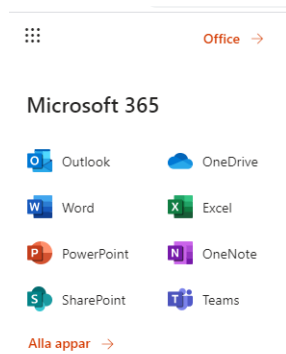 Office →
Microsoft 365
Outlook OneDrive
Word Excel
PowerPoint OneNote
SharePoint Teams
Alla appar →